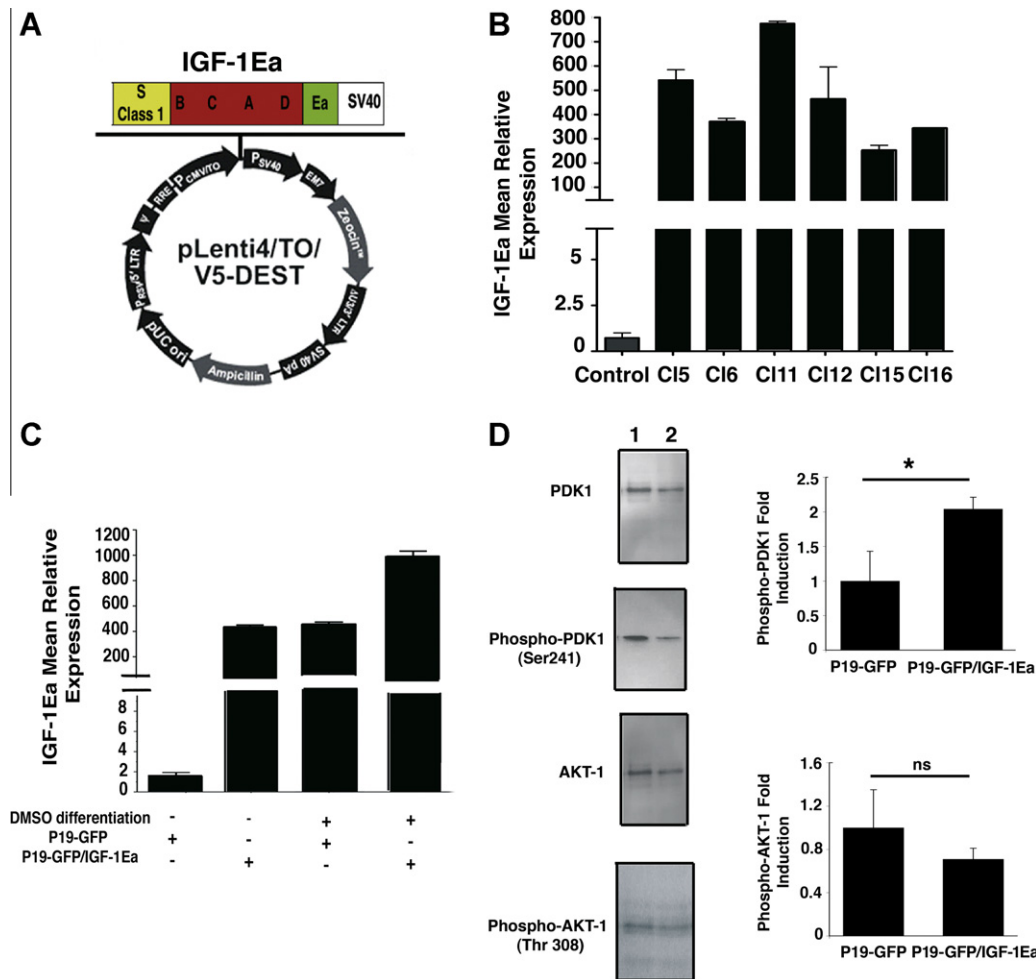 A
IGF-1Ea
S
Class 1
B C A D
Ea
SV40
PSV40
EM7
Zeocin™
ΔU3/3' LTR
SV40 pA
Ampicillin
pUC ori
PRSV/5' LTR
Ψ
RRE
PCMV/TO
pLenti4/TO/
V5-DEST
B
IGF-1Ea Mean Relative
Expression
800
700
600
500
400
300
200
100
5
2.5
0
Control Cl5 Cl6 Cl11 Cl12 Cl15 Cl16
C
IGF-1Ea Mean Relative
Expression
1200
1000
800
600
400
200
8
6
4
2
0
DMSO differentiation - - + +
P19-GFP + - + -
P19-GFP/IGF-1Ea - + - +
D
1 2
PDK1
Phospho-PDK1
(Ser241)
AKT-1
Phospho-AKT-1
(Thr 308)
Phospho-PDK1 Fold
Induction
2.5
2
1.5
1
0.5
0
*
P19-GFP P19-GFP/IGF-1Ea
Phospho-AKT-1 Fold
Induction
1.6
1.2
0.8
0.4
0
ns
P19-GFP P19-GFP/IGF-1Ea